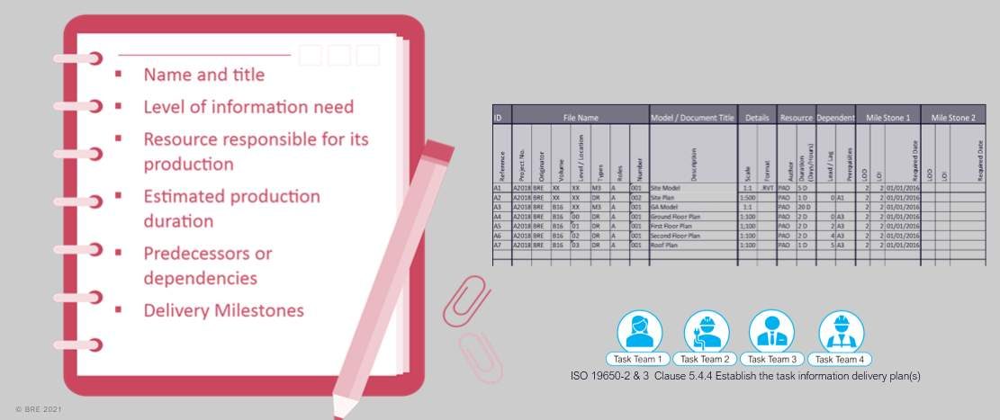 Name and title
Level of information need
Resource responsible for its
production
Estimated production
duration
Predecessors or
dependencies
Delivery Milestones
ID File Name Model / Document Title Details Resource Dependent Mile Stone 1 Mile Stone 2
Reference Project No. Originator Volume Level / Location Types Roles Number Description Scale Format Author Duration (Days/Hours) Lead / Lag Prerequisites LOD LOI Required Date LOD LOI Required Date
A1 A2018 BRE XX XX M3 A 001 Site Model 1:1 .RVT PAO 5 D 2 2 01/01/2016
A2 A2018 BRE XX XX DR A 002 Site Plan 1:500 PAO 1 D 0 A1 2 2 01/01/2016
A3 A2018 BRE B16 XX M3 A 001 GA Model 1:1 PAO 20 D 2 2 01/01/2016
A4 A2018 BRE B16 00 DR A 001 Ground Floor Plan 1:100 PAO 2 D 0 A3 2 2 01/01/2016
A5 A2018 BRE B16 01 DR A 001 First Floor Plan 1:100 PAO 2 D 2 A3 2 2 01/01/2016
A6 A2018 BRE B16 02 DR A 001 Second Floor Plan 1:100 PAO 2 D 4 A3 2 2 01/01/2016
A7 A2018 BRE B16 03 DR A 001 Roof Plan 1:100 PAO 1 D 5 A3 2 2 01/01/2016
Task Team 1 Task Team 2 Task Team 3 Task Team 4
ISO 19650-2 & 3 Clause 5.4.4 Establish the task information delivery plan(s)
© BRE 2021